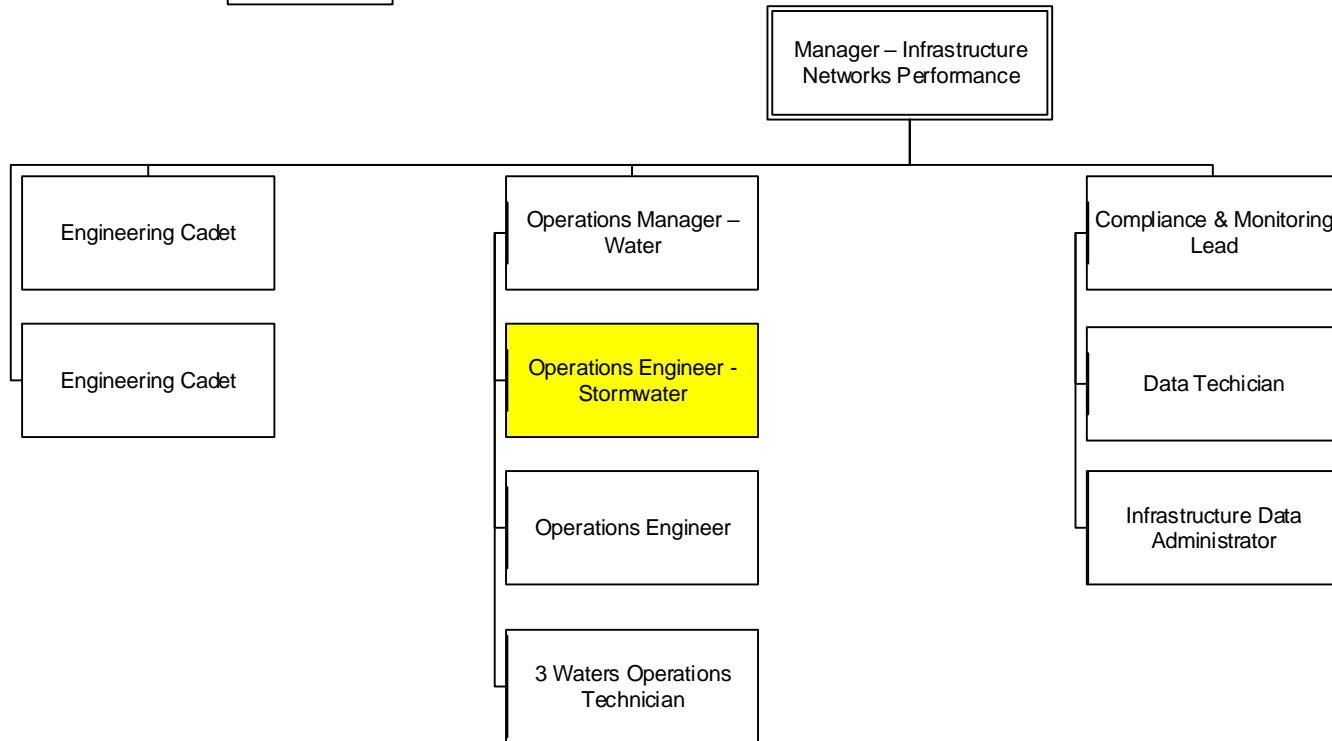 Manager – Infrastructure
Networks Performance
Engineering Cadet
Operations Manager –
Water
Compliance & Monitoring
Lead
Engineering Cadet
Operations Engineer -
Stormwater
Data Techician
Operations Engineer
Infrastructure Data
Administrator
3 Waters Operations
Technician